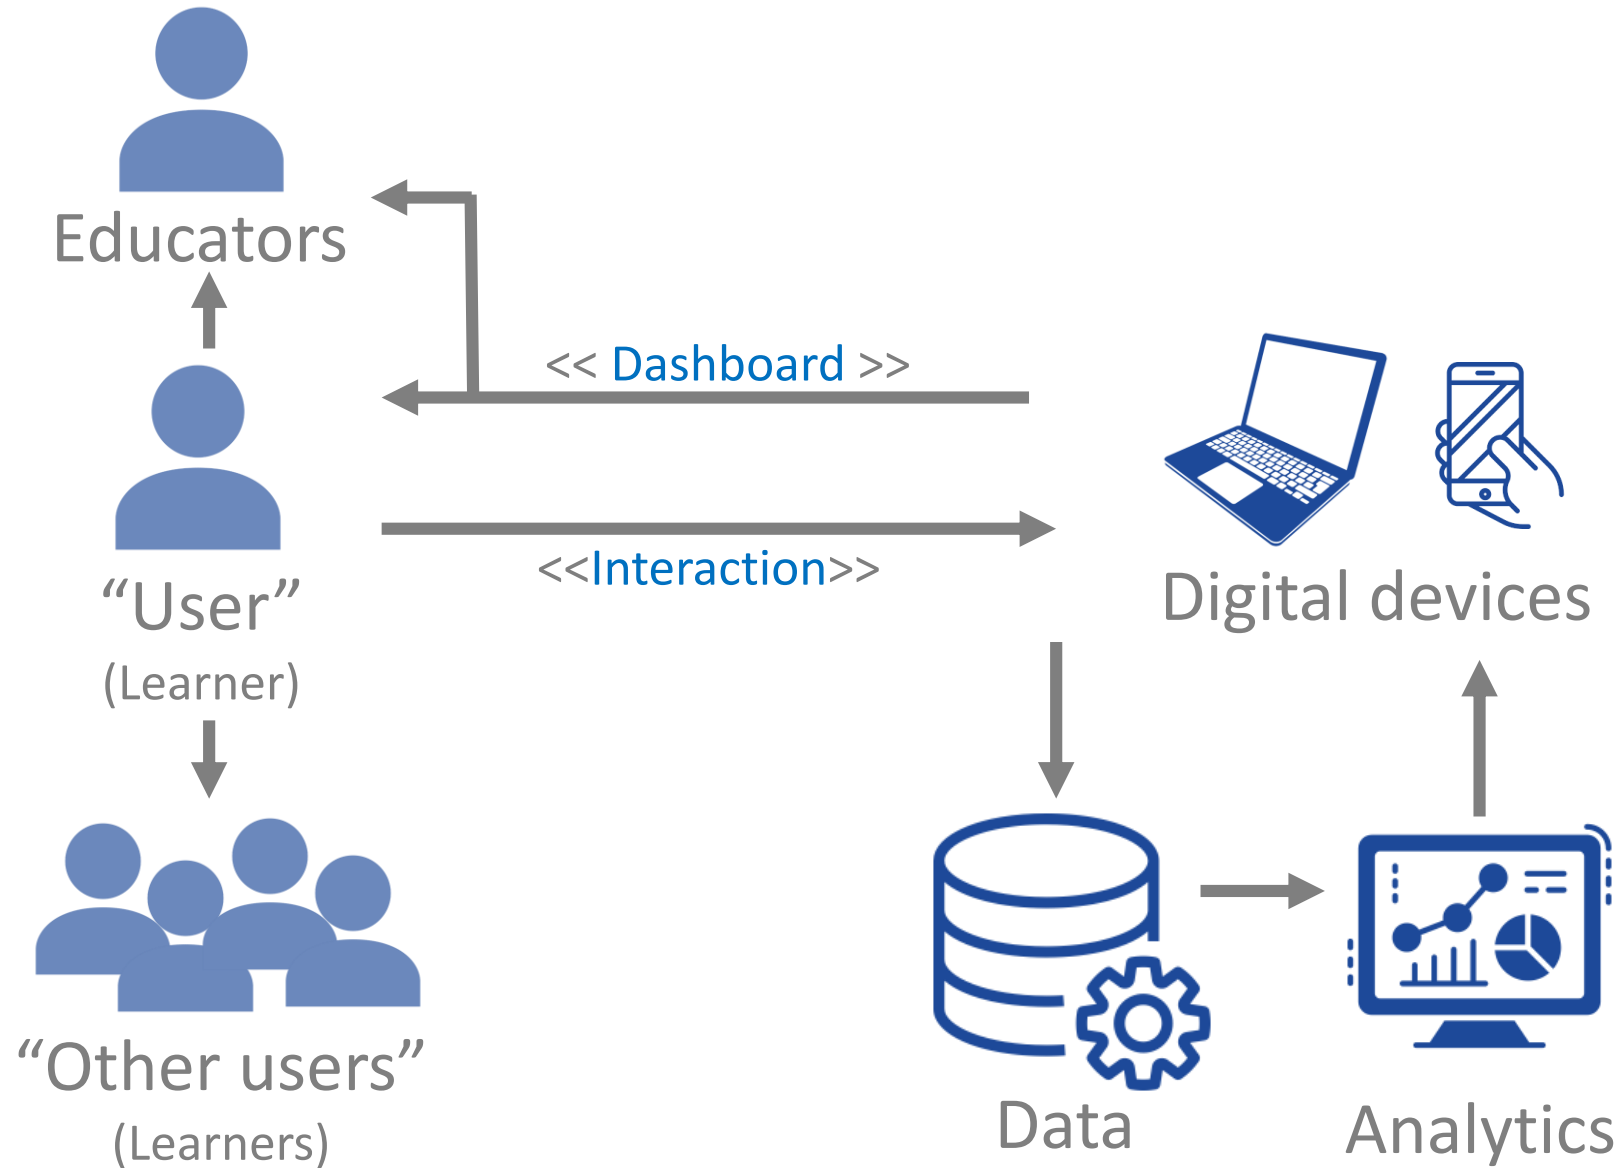 Educators
<< Dashboard >>
<<Interaction>>
“User”
(Learner)
Digital devices
“Other users”
(Learners)
Data
Analytics